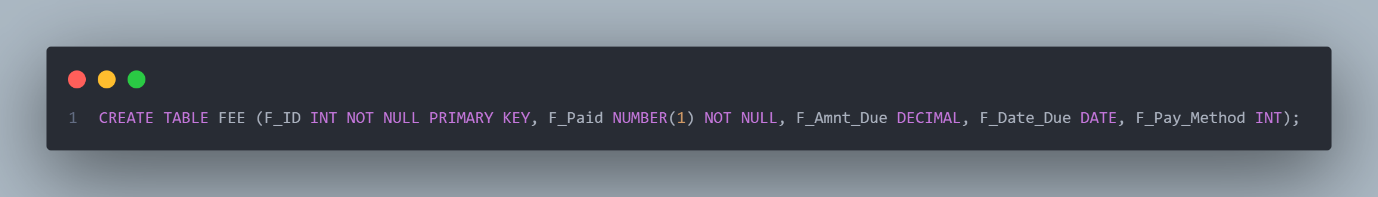 1 CREATE TABLE FEE (F_ID INT NOT NULL PRIMARY KEY, F_Paid NUMBER(1) NOT NULL, F_Amnt_Due DECIMAL, F_Date_Due DATE, F_Pay_Method INT);